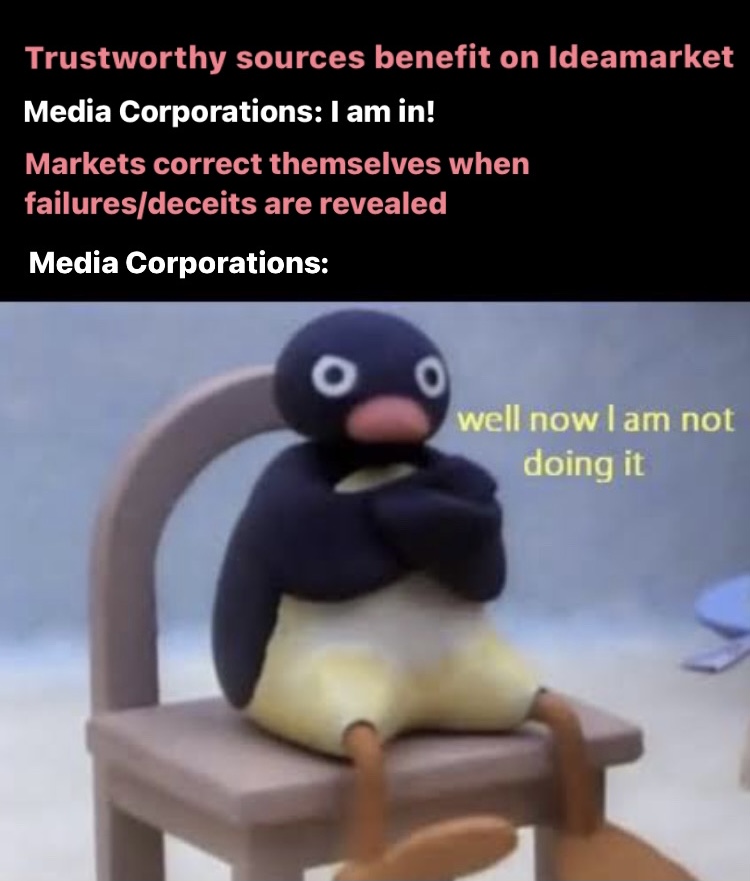 Trustworthy sources benefit on Ideamarket
Media Corporations: I am in!
Markets correct themselves when
failures/deceits are revealed
Media Corporations:
well now I am not
doing it